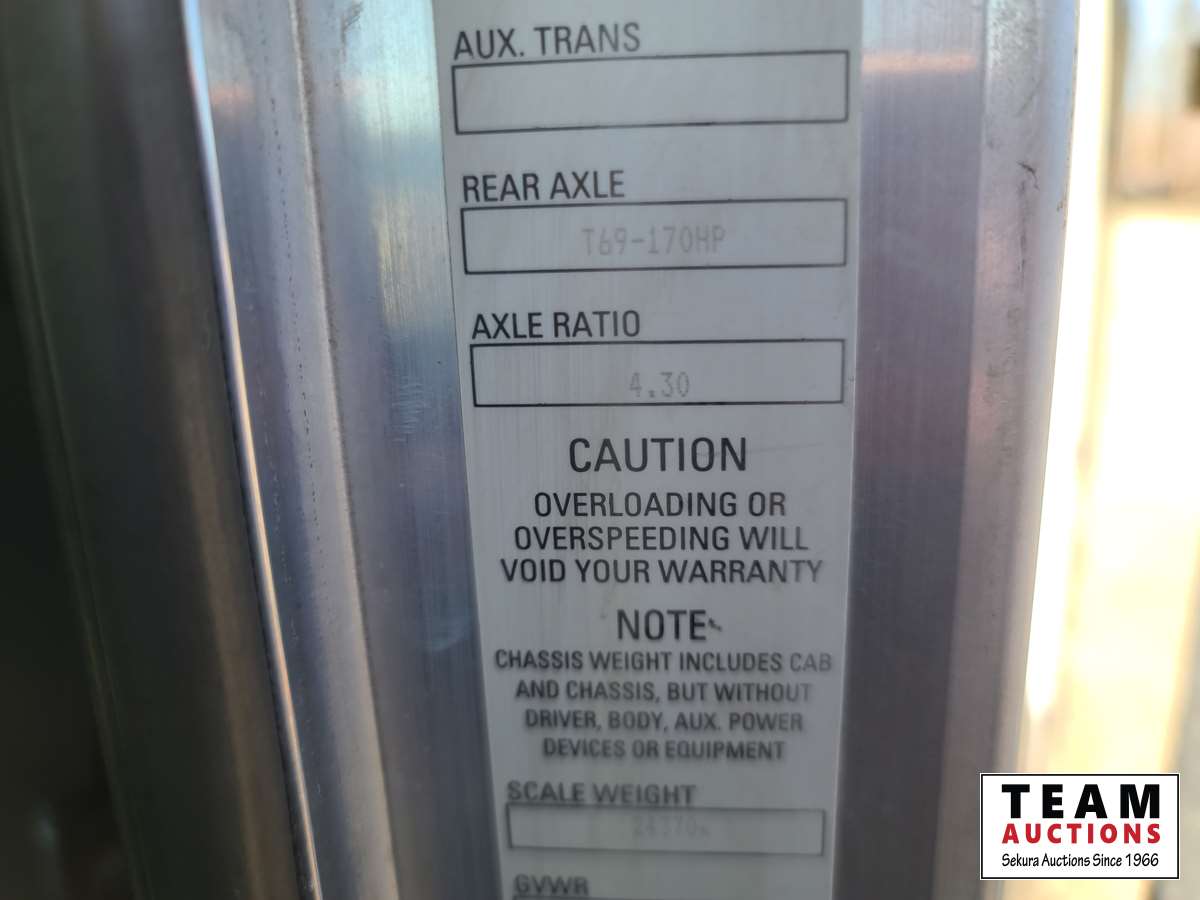 AUX. TRANS
REAR AXLE
T69-170HP
AXLE RATIO
4.30
CAUTION
OVERLOADING OR
OVERSPEEDING WILL
VOID YOUR WARRANTY
NOTE
CHASSIS WEIGHT INCLUDES CAB
AND CHASSIS, BUT WITHOUT
DRIVER, BODY, AUX. POWER
DEVICES OR EQUIPMENT
SCALE WEIGHT
GVWR
TEAM
AUCTIONS
Sekura Auctions Since 1966